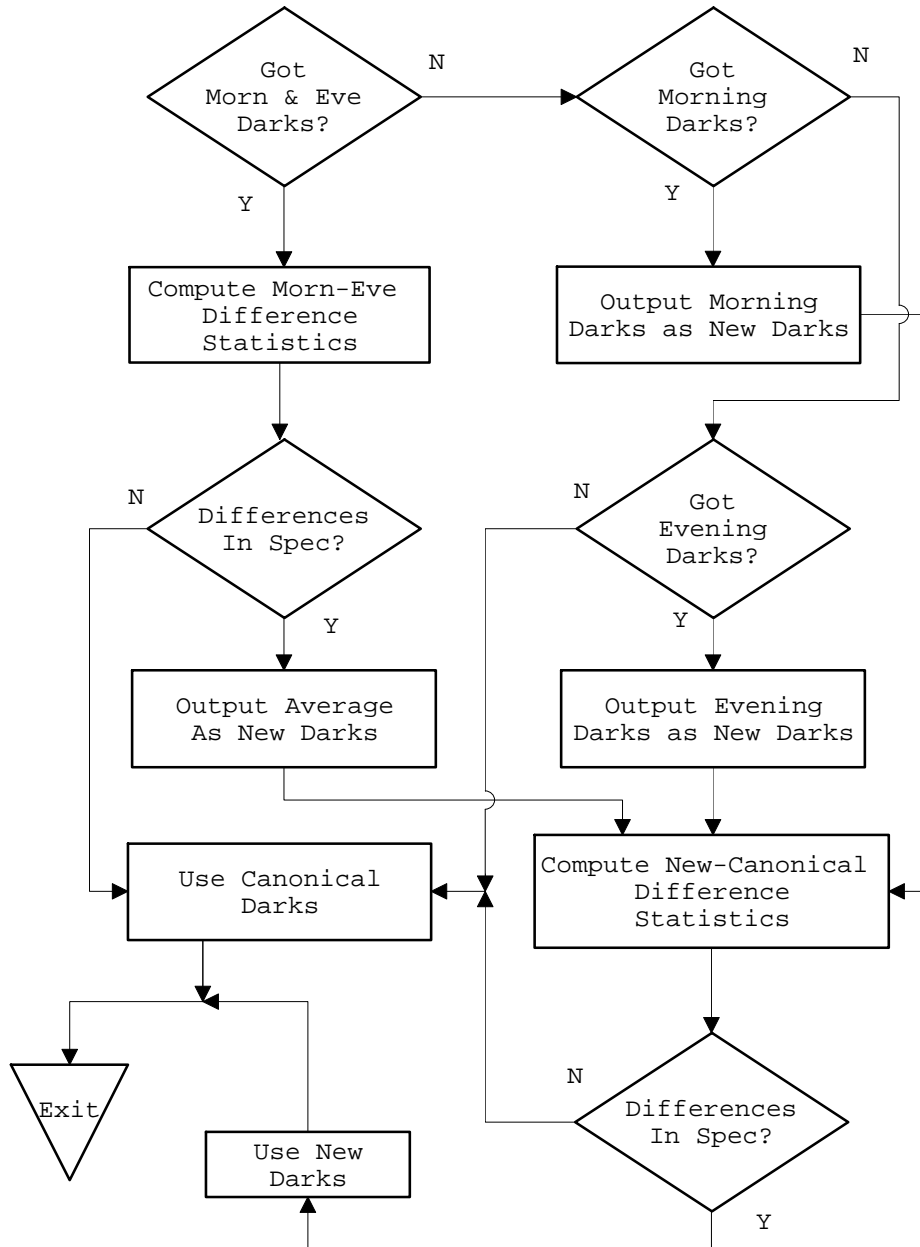 Got
Morn & Eve
Darks?
N
Y
Got
Morning
Darks?
N
Y
Compute Morn-Eve
Difference
Statistics
Output Morning
Darks as New Darks
Differences
In Spec?
N
Y
Got
Evening
Darks?
N
Y
Output Average
As New Darks
Output Evening
Darks as New Darks
Use Canonical
Darks
Compute New-Canonical
Difference
Statistics
Exit
Use New
Darks
Differences
In Spec?
N
Y